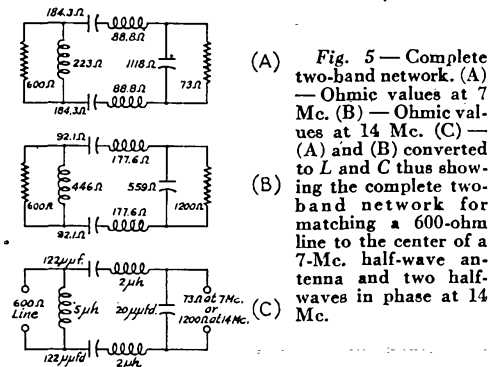 184.3Ω
88.8Ω
600Ω
223Ω
1118Ω
73Ω
88.8Ω
184.3Ω
(A)
92.1Ω
177.6Ω
600Ω
446Ω
559Ω
1200Ω
177.6Ω
92.1Ω
(B)
122μμf.
2μh
600Ω
Line
5μh
20μμfd.
73Ω at 7Mc.
or
1200Ω at 14Mc.
122μμfd
2μh
(C)
Fig. 5 — Complete
two-band network. (A)
— Ohmic values at 7
Mc. (B) — Ohmic val-
ues at 14 Mc. (C) —
(A) and (B) converted
to L and C thus show-
ing the complete two-
band network for
matching a 600-ohm
line to the center of a
7-Mc. half-wave an-
tenna and two half-
waves in phase at 14
Mc.